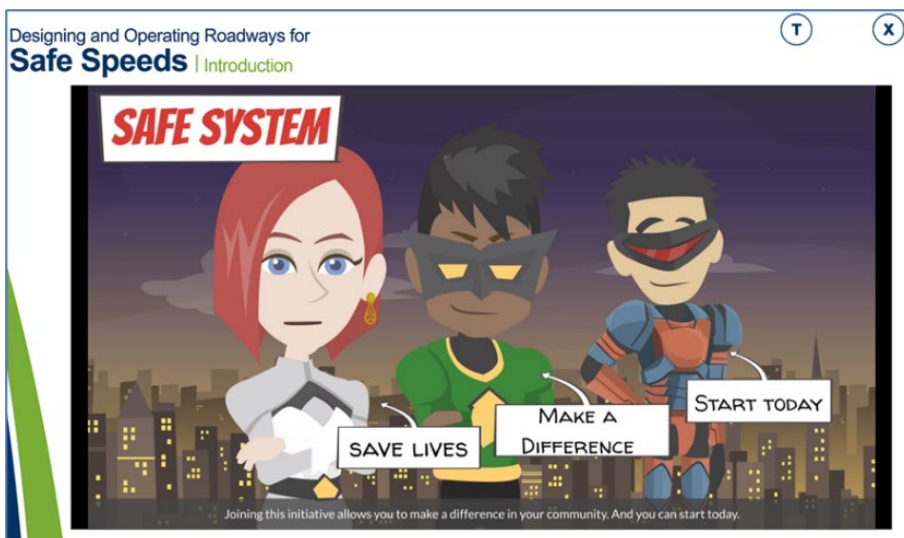 Designing and Operating Roadways for
Safe Speeds | Introduction
T
X
SAFE SYSTEM
SAVE LIVES
MAKE A
DIFFERENCE
START TODAY
Joining this initiative allows you to make a difference in your community. And you can start today.